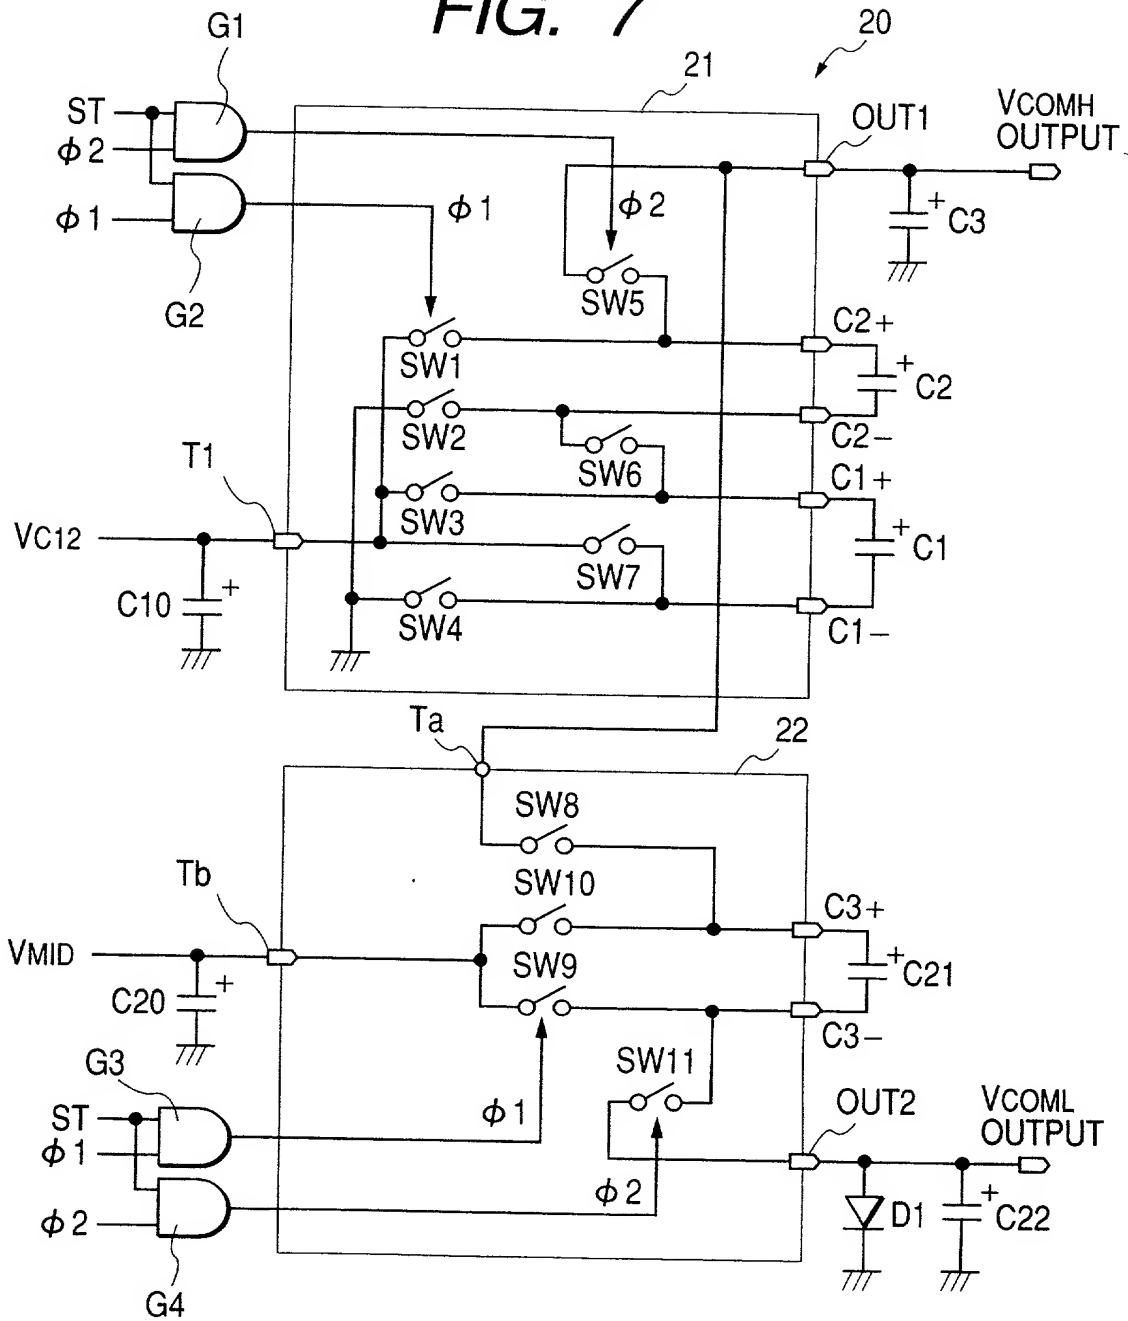 FIG. 7
G1
20
21
ST
φ2
OUT1
VCOMH
OUTPUT
φ1
φ1
φ2
C3
G2
SW5
C2+
SW1
C2
SW2
C2−
T1
SW6
C1+
SW3
VC12
C1
SW7
C10
SW4
C1−
Ta
22
SW8
Tb
SW10
C3+
VMID
SW9
C21
C20
C3−
G3
SW11
ST
φ1
φ1
OUT2
VCOML
OUTPUT
φ2
φ2
D1
C22
G4
+
+
+
+
+
+
+